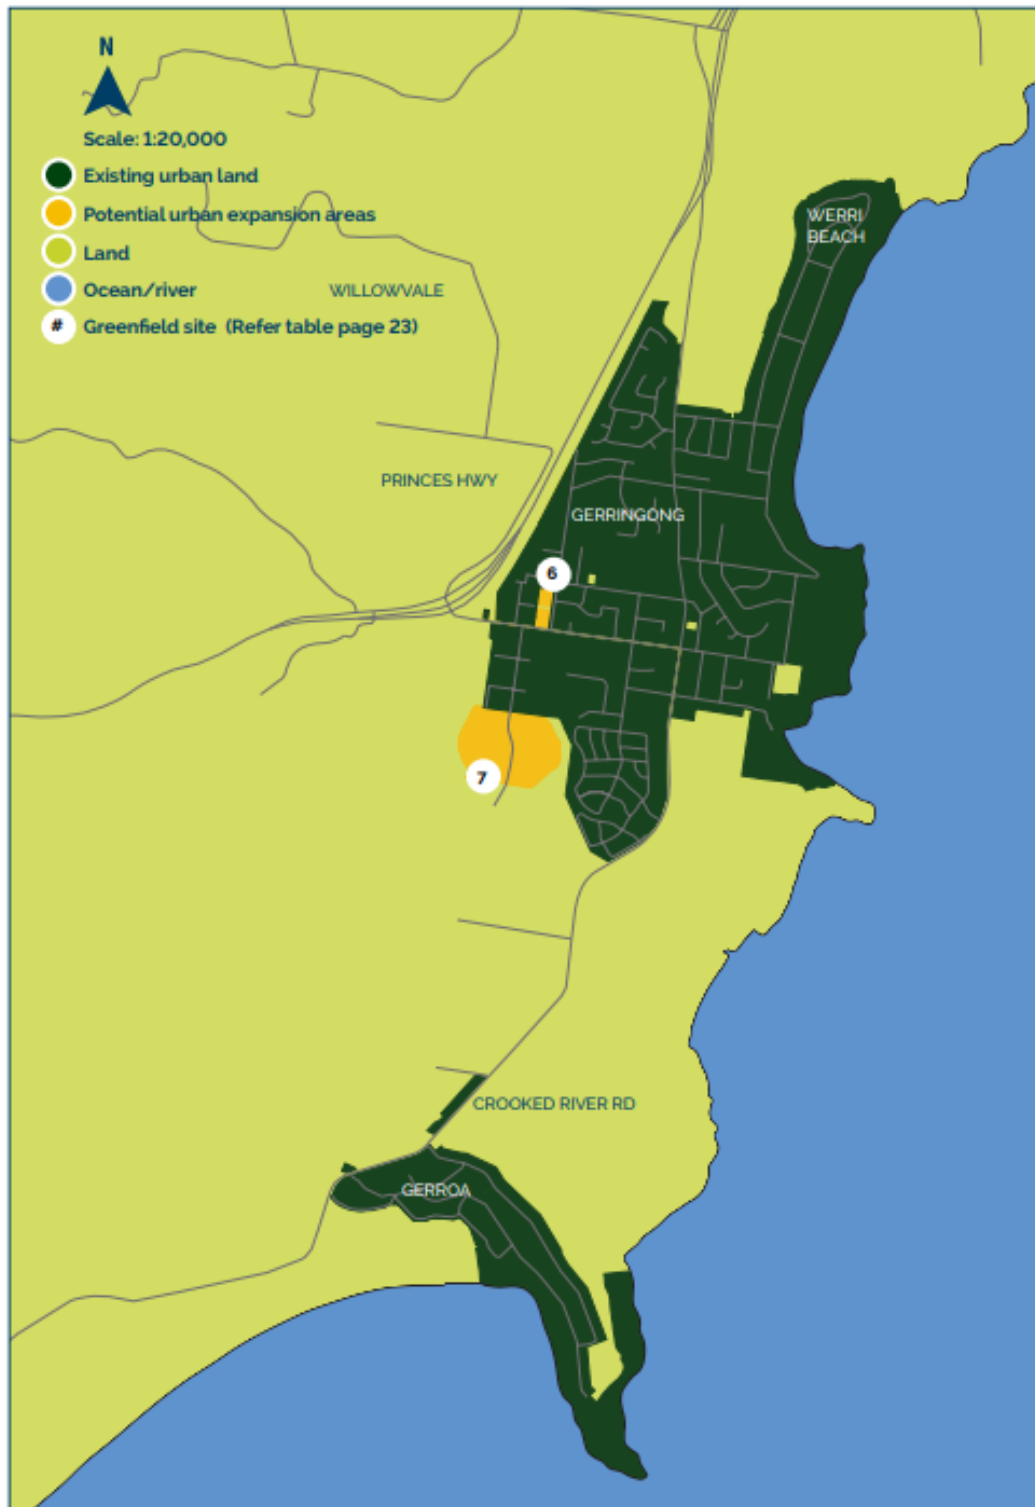 N
Scale: 1:20,000
Existing urban land
Potential urban expansion areas
Land
Ocean/river
# Greenfield site (Refer table page 23)
WERRI
BEACH
WILLOWVALE
PRINCES HWY
GERRINGONG
6
7
CROOKED RIVER RD
GERROA